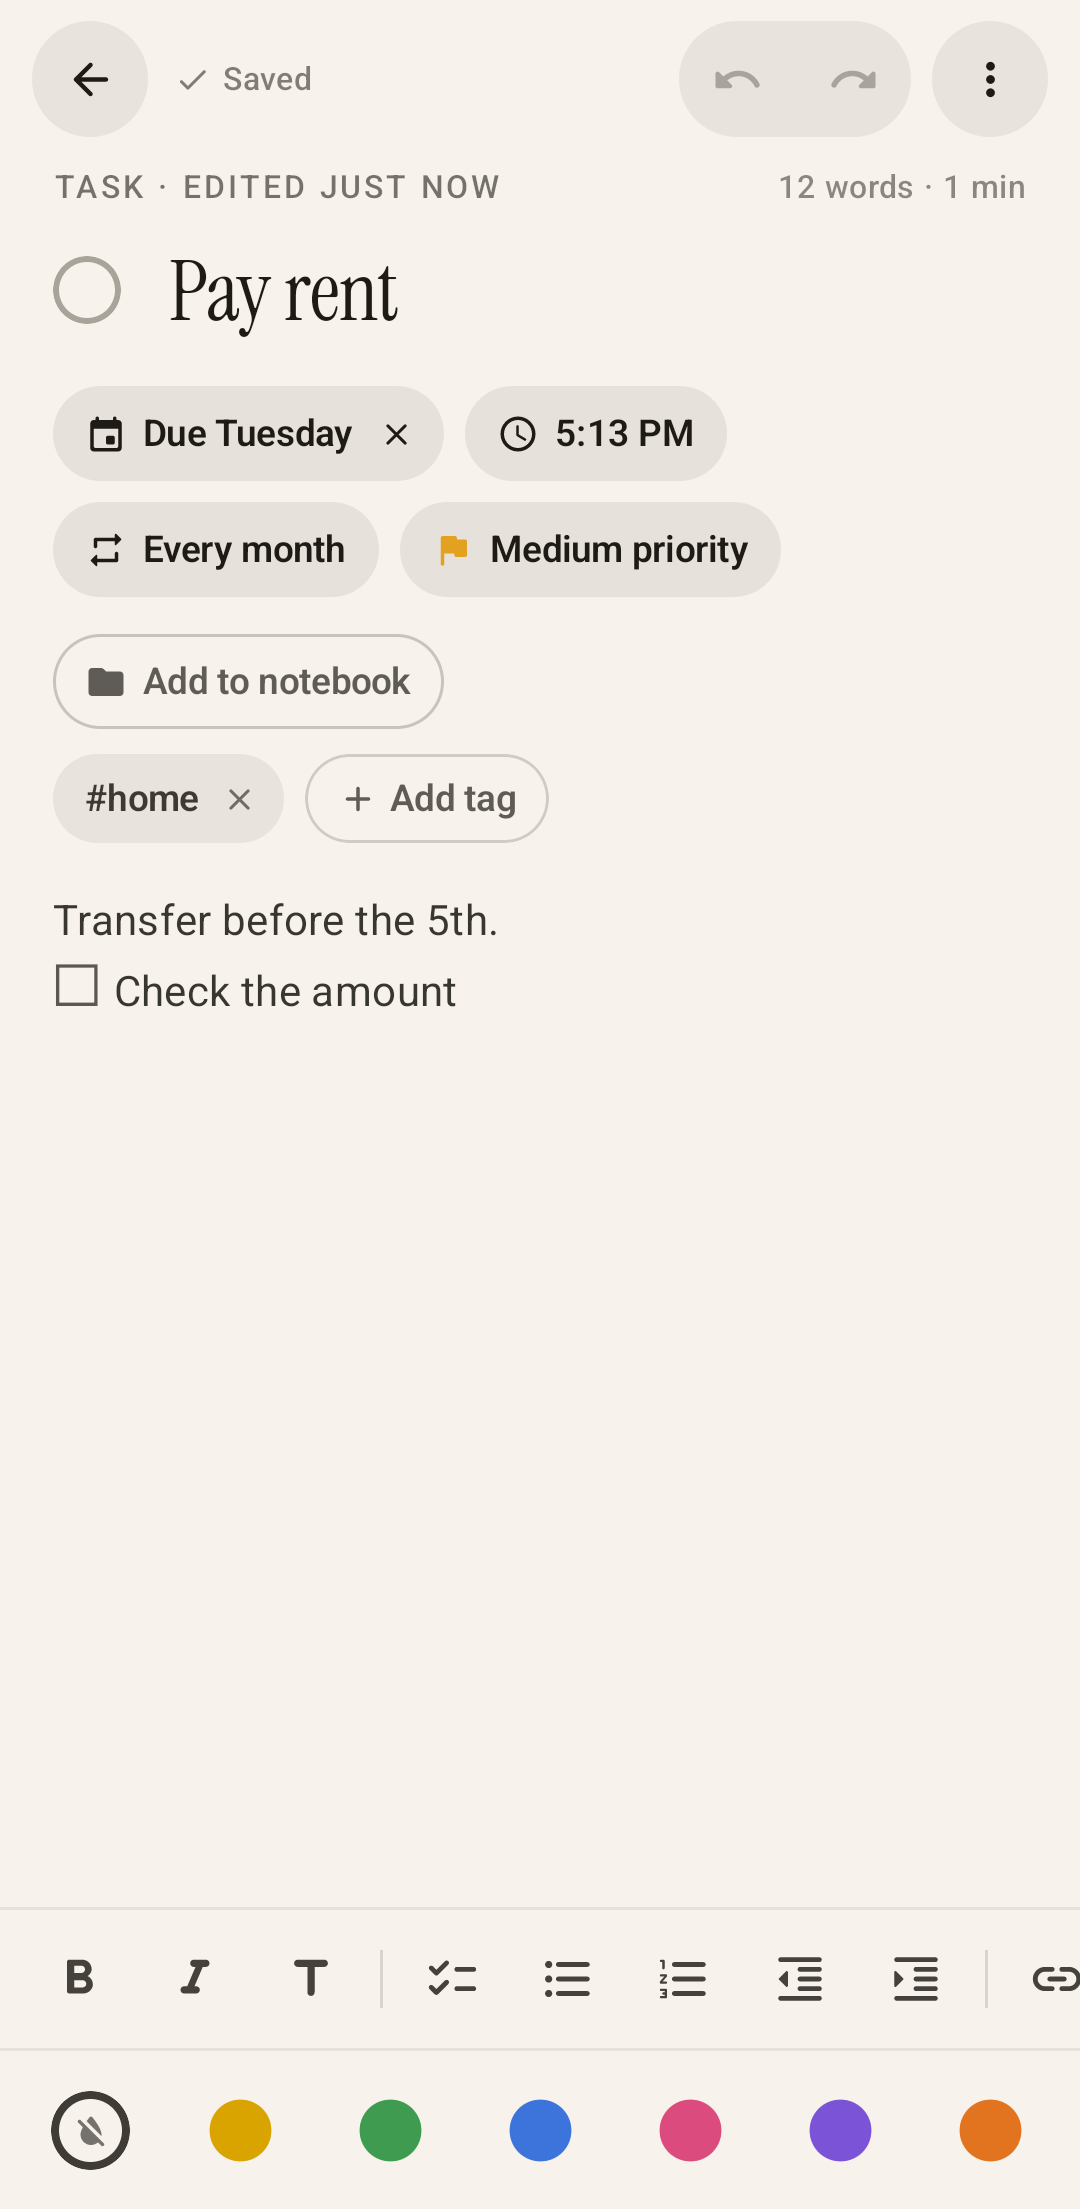 Saved
TASK · EDITED JUST NOW
12 words · 1 min
Pay rent
Due Tuesday
5:13 PM
Every month
Medium priority
Add to notebook
#home
Add tag
Transfer before the 5th.
Check the amount